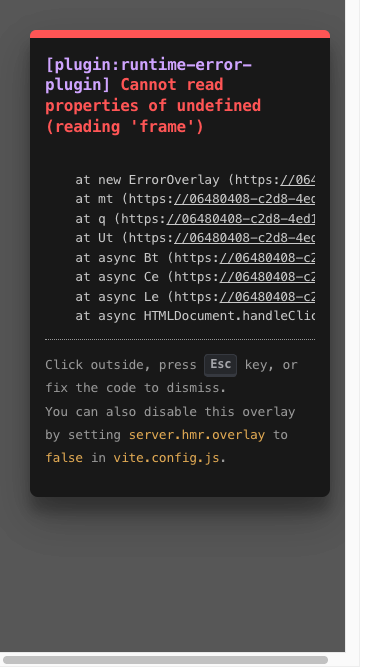 [plugin:runtime-error-
plugin] Cannot read
properties of undefined
(reading 'frame')
at new ErrorOverlay (https://064
at mt (https://06480408-c2d8-4ed
at q (https://06480408-c2d8-4ed1
at Ut (https://06480408-c2d8-4ed
at async Bt (https://06480408-c2
at async Ce (https://06480408-c2
at async Le (https://06480408-c2
at async HTMLDocument.handleClic
Click outside, press Esc key, or
fix the code to dismiss.
You can also disable this overlay
by setting server.hmr.overlay to
false in vite.config.js.